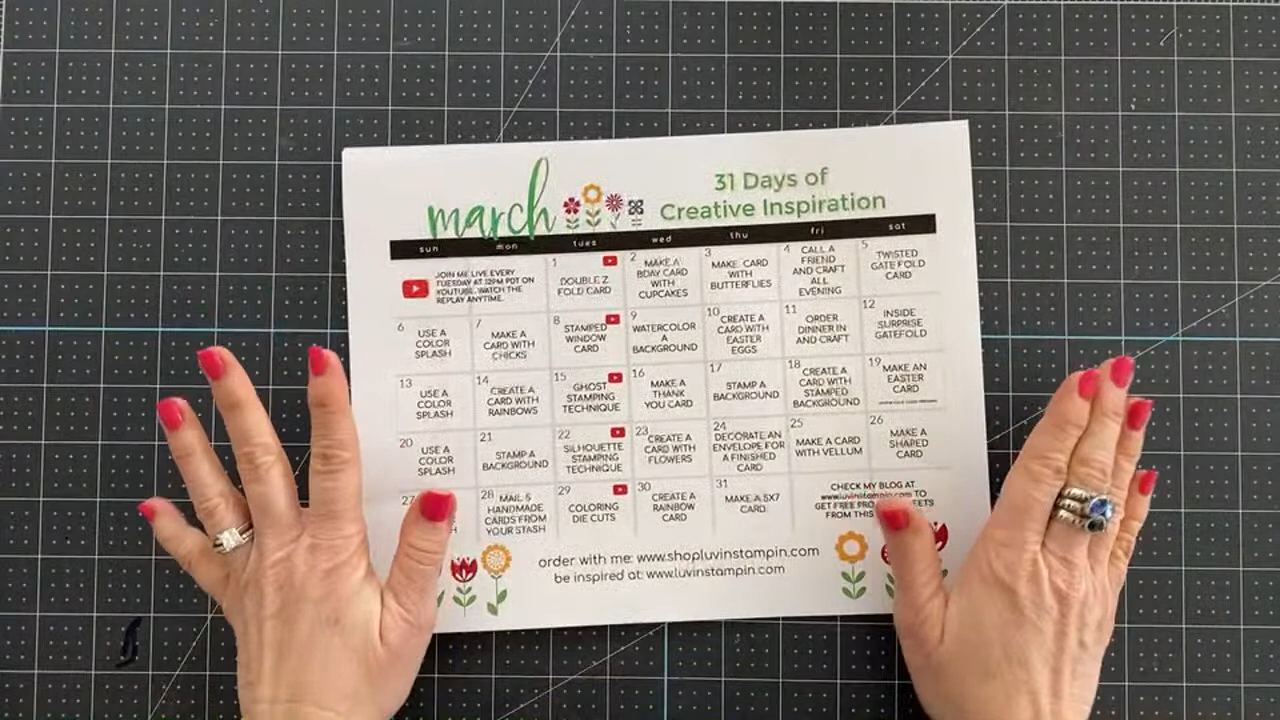 march
31 Days of
Creative Inspiration
sun mon tues wed thu fri sat
JOIN ME LIVE EVERY
TUESDAY AT 12PM PDT ON
YOUTUBE. WATCH THE
REPLAY ANYTIME.
1
DOUBLE Z
FOLD CARD
2
MAKE A
BDAY CARD
WITH
CUPCAKES
3
MAKE CARD
WITH
BUTTERFLIES
4
CALL A
FRIEND
AND CRAFT
ALL
EVENING
5
TWISTED
GATE FOLD
CARD
6
USE A
COLOR
SPLASH
7
MAKE A
CARD WITH
CHICKS
8
STAMPED
WINDOW
CARD
9
WATERCOLOR
A
BACKGROUND
10
CREATE A
CARD WITH
EASTER
EGGS
11
ORDER
DINNER IN
AND CRAFT
12
INSIDE
SURPRISE
GATEFOLD
13
USE A
COLOR
SPLASH
14
CREATE A
CARD WITH
RAINBOWS
15
GHOST
STAMPING
TECHNIQUE
16
MAKE A
THANK
YOU CARD
17
STAMP A
BACKGROUND
18
CREATE A
CARD WITH
STAMPED
BACKGROUND
19
MAKE AN
EASTER
CARD
20
USE A
COLOR
SPLASH
21
STAMP A
BACKGROUND
22
SILHOUETTE
STAMPING
TECHNIQUE
23
CREATE A
CARD WITH
FLOWERS
24
DECORATE AN
ENVELOPE FOR
A FINISHED
CARD
25
MAKE A CARD
WITH VELLUM
26
MAKE A
SHAPED
CARD
27
28
MAIL 5
HANDMADE
CARDS FROM
YOUR STASH
29
COLORING
DIE CUTS
30
CREATE A
RAINBOW
CARD
31
MAKE A 5X7
CARD
CHECK MY BLOG AT
www.luvinstampin.com TO
GET FREE
FROM THIS
order with me: www.shopluvinstampin.com
be inspired at: www.luvinstampin.com